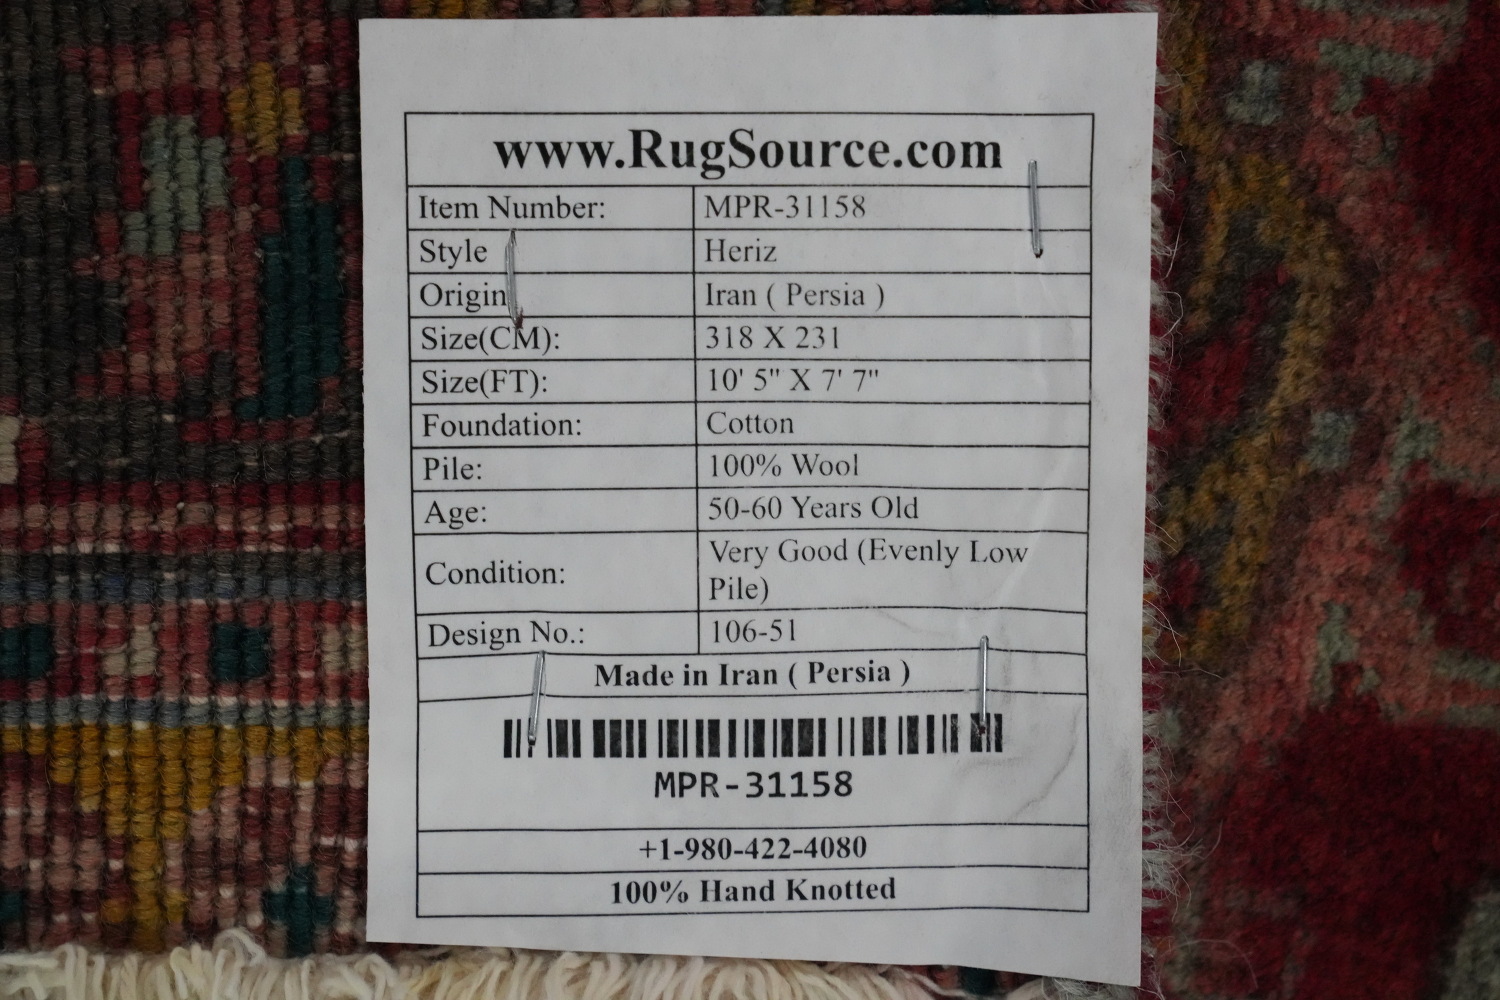 www.RugSource.com
Item Number: MPR-31158
Style Heriz
Origin Iran ( Persia )
Size(CM): 318 X 231
Size(FT): 10' 5" X 7' 7"
Foundation: Cotton
Pile: 100% Wool
Age: 50-60 Years Old
Condition: Very Good (Evenly Low
Pile)
Design No.: 106-51
Made in Iran ( Persia )
MPR-31158
+1-980-422-4080
100% Hand Knotted